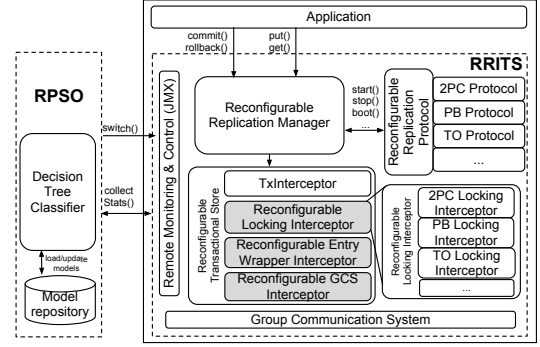 Application
commit()
rollback()
put()
get()
RRITS
RPSO
Decision
Tree
Classifier
load/update
models
Model
repository
switch()
collect
Stats()
Remote Monitoring & Control (JMX)
Reconfigurable
Replication Manager
start()
stop()
boot()
...
Reconfigurable
Replication
Protocol
2PC Protocol
PB Protocol
TO Protocol
...
Reconfigurable
Transactional Store
TxInterceptor
Reconfigurable
Locking Interceptor
Reconfigurable Entry
Wrapper Interceptor
Reconfigurable GCS
Interceptor
Reconfigurable
Locking Interceptor
2PC Locking
Interceptor
PB Locking
Interceptor
TO Locking
Interceptor
...
Group Communication System